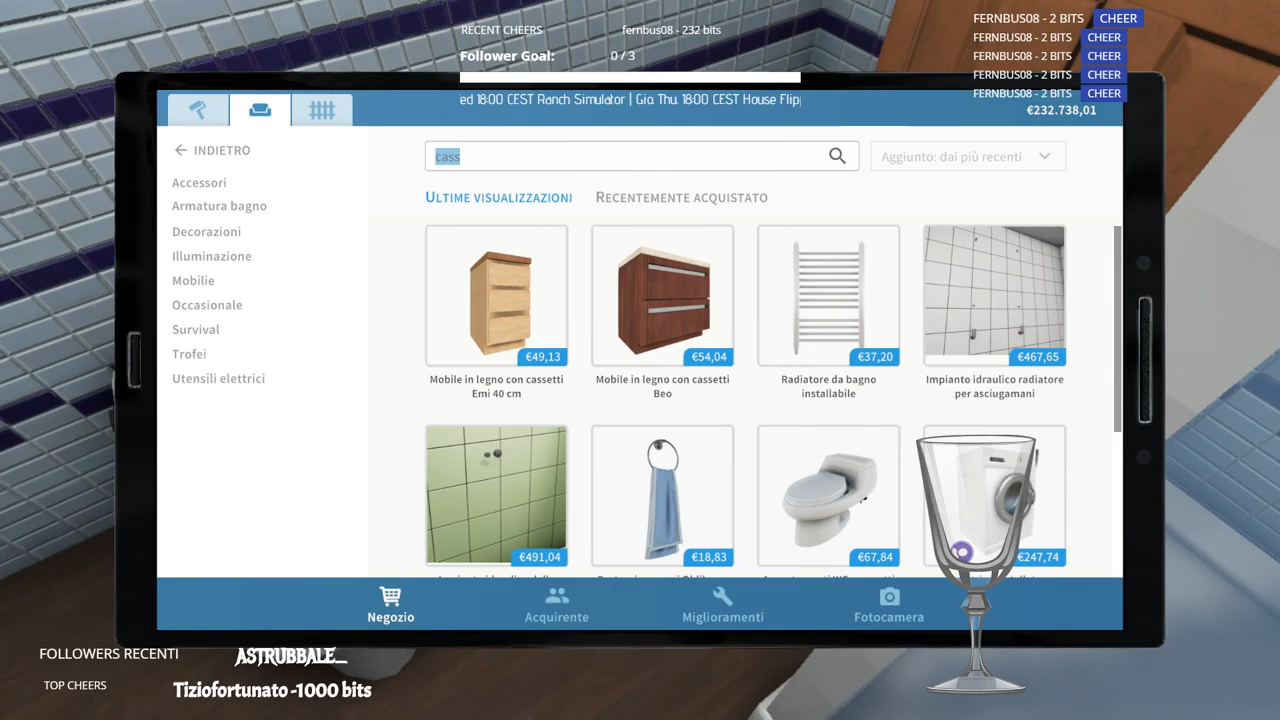 RECENT CHEERS
fernbus08 - 232 bits
Follower Goal:
0 / 3
ed 18:00 CEST Ranch Simulator | Gio. Thu. 18:00 CEST House Flip
FERNBUS08 - 2 BITS CHEER
FERNBUS08 - 2 BITS CHEER
FERNBUS08 - 2 BITS CHEER
FERNBUS08 - 2 BITS CHEER
FERNBUS08 - 2 BITS CHEER
€232.738,01
INDIETRO
Accessori
Armatura bagno
Decorazioni
Illuminazione
Mobilie
Occasionale
Survival
Trofei
Utensili elettrici
cass
Aggiunto: dai più recenti
ULTIME VISUALIZZAZIONI
RECENTEMENTE ACQUISTATO
€49,13
Mobile in legno con cassetti
Emi 40 cm
€54,04
Mobile in legno con cassetti
Beo
€37,20
Radiatore da bagno
installabile
€467,65
Impianto idraulico radiatore
per asciugamani
€491,04
€18,83
€67,84
€247,74
Negozio
Acquirente
Miglioramenti
Fotocamera
FOLLOWERS RECENTI
ASTRUBBALE_
TOP CHEERS
Tiziofortunato -1000 bits